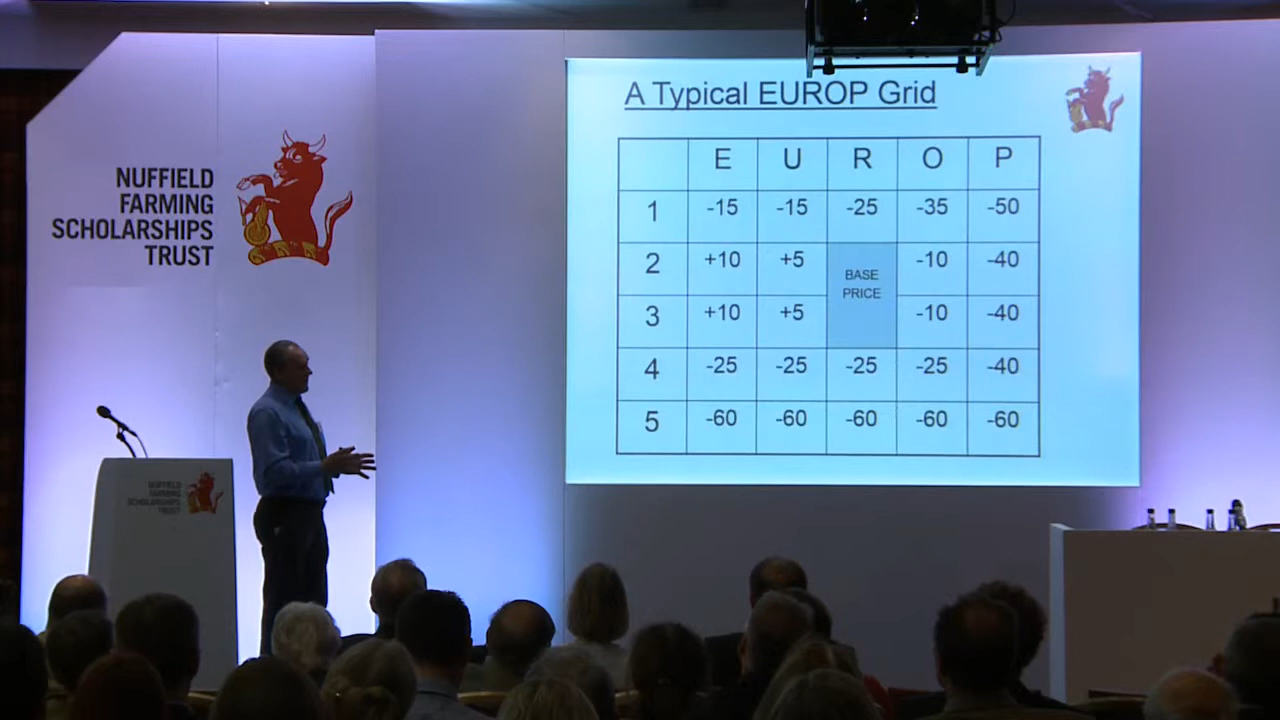 NUFFIELD
FARMING
SCHOLARSHIPS
TRUST
A Typical EUROP Grid
E U R O P
1 -15 -15 -25 -35 -50
2 +10 +5 BASE PRICE -10 -40
3 +10 +5 -10 -40
4 -25 -25 -25 -25 -40
5 -60 -60 -60 -60 -60
NUFFIELD
FARMING
SCHOLARSHIPS
TRUST